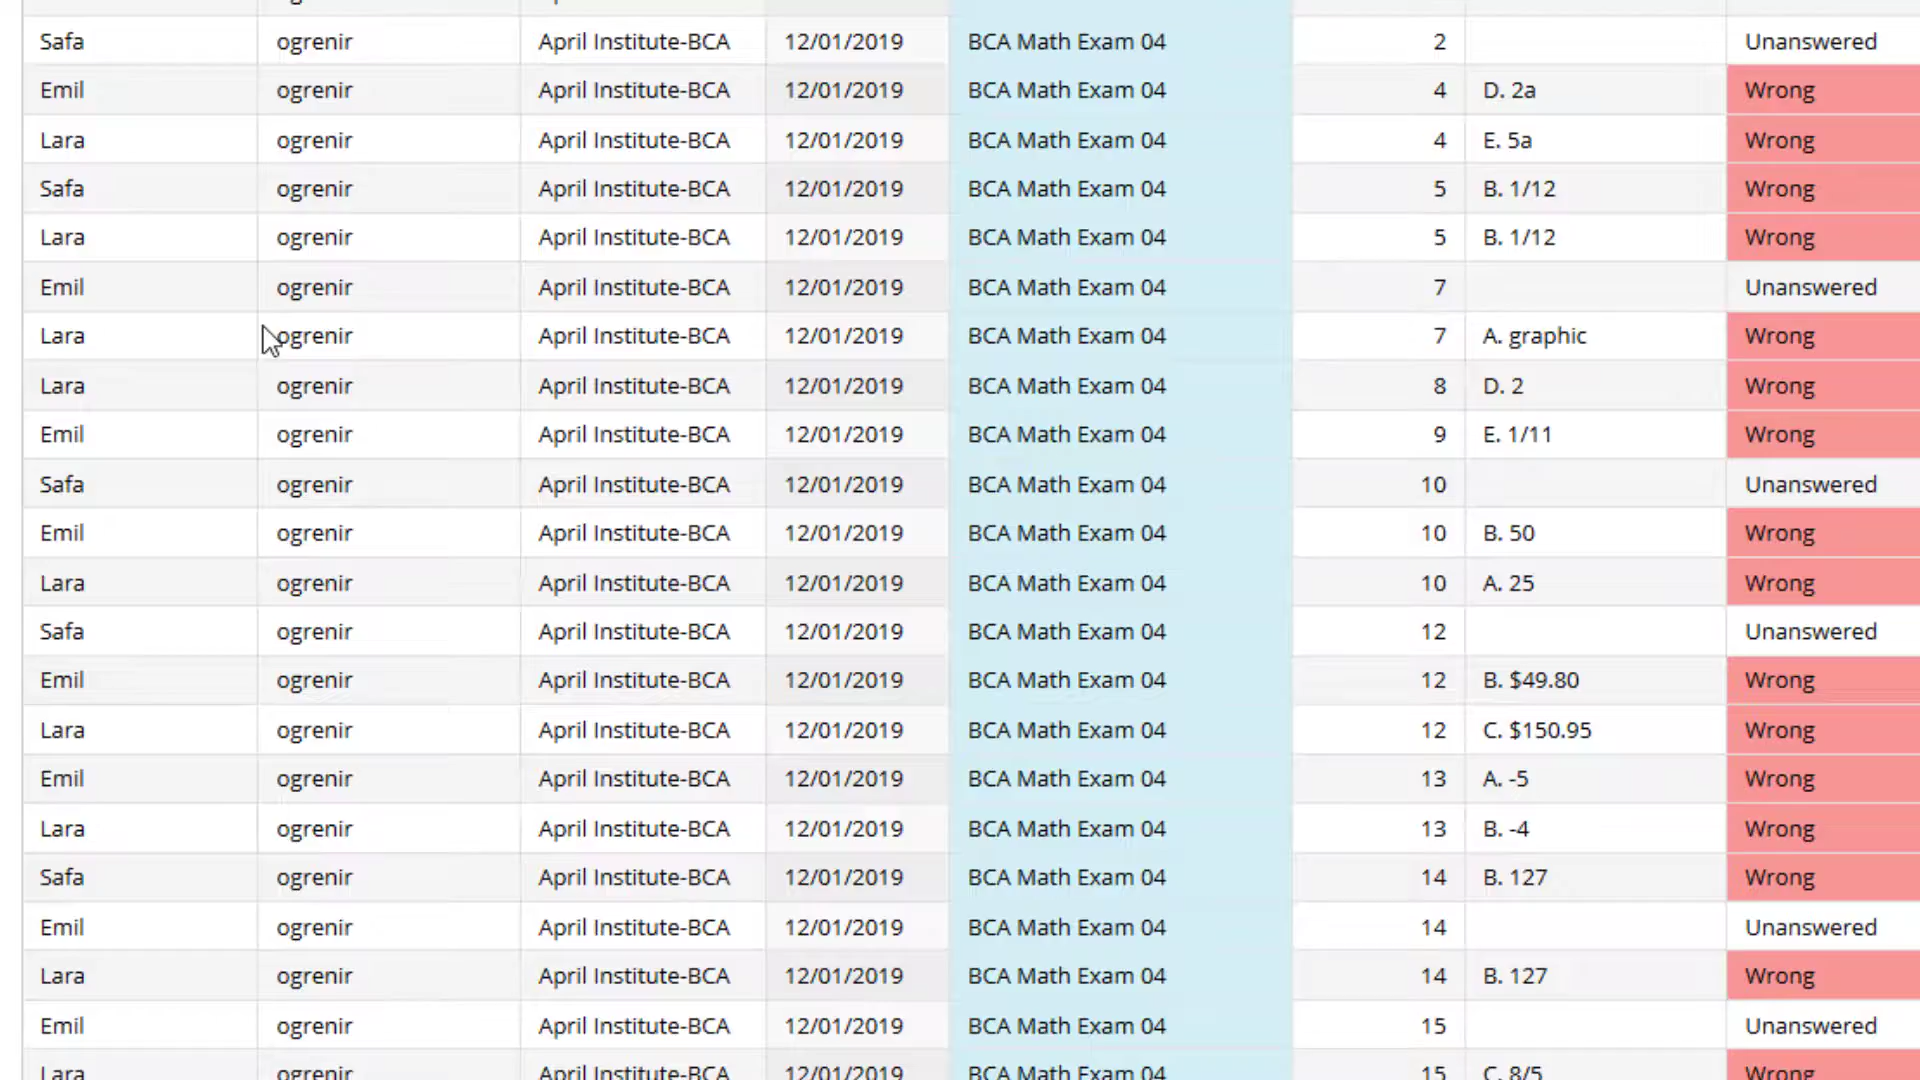 Safa ogrenir April Institute-BCA 12/01/2019 BCA Math Exam 04 2 Unanswered
Emil ogrenir April Institute-BCA 12/01/2019 BCA Math Exam 04 4 D. 2a Wrong
Lara ogrenir April Institute-BCA 12/01/2019 BCA Math Exam 04 4 E. 5a Wrong
Safa ogrenir April Institute-BCA 12/01/2019 BCA Math Exam 04 5 B. 1/12 Wrong
Lara ogrenir April Institute-BCA 12/01/2019 BCA Math Exam 04 5 B. 1/12 Wrong
Emil ogrenir April Institute-BCA 12/01/2019 BCA Math Exam 04 7 Unanswered
Lara ogrenir April Institute-BCA 12/01/2019 BCA Math Exam 04 7 A. graphic Wrong
Lara ogrenir April Institute-BCA 12/01/2019 BCA Math Exam 04 8 D. 2 Wrong
Emil ogrenir April Institute-BCA 12/01/2019 BCA Math Exam 04 9 E. 1/11 Wrong
Safa ogrenir April Institute-BCA 12/01/2019 BCA Math Exam 04 10 Unanswered
Emil ogrenir April Institute-BCA 12/01/2019 BCA Math Exam 04 10 B. 50 Wrong
Lara ogrenir April Institute-BCA 12/01/2019 BCA Math Exam 04 10 A. 25 Wrong
Safa ogrenir April Institute-BCA 12/01/2019 BCA Math Exam 04 12 Unanswered
Emil ogrenir April Institute-BCA 12/01/2019 BCA Math Exam 04 12 B. $49.80 Wrong
Lara ogrenir April Institute-BCA 12/01/2019 BCA Math Exam 04 12 C. $150.95 Wrong
Emil ogrenir April Institute-BCA 12/01/2019 BCA Math Exam 04 13 A. -5 Wrong
Lara ogrenir April Institute-BCA 12/01/2019 BCA Math Exam 04 13 B. -4 Wrong
Safa ogrenir April Institute-BCA 12/01/2019 BCA Math Exam 04 14 B. 127 Wrong
Emil ogrenir April Institute-BCA 12/01/2019 BCA Math Exam 04 14 Unanswered
Lara ogrenir April Institute-BCA 12/01/2019 BCA Math Exam 04 14 B. 127 Wrong
Emil ogrenir April Institute-BCA 12/01/2019 BCA Math Exam 04 15 Unanswered
Lara ogrenir April Institute-BCA 12/01/2019 BCA Math Exam 04 15 C. 8/5 Wrong